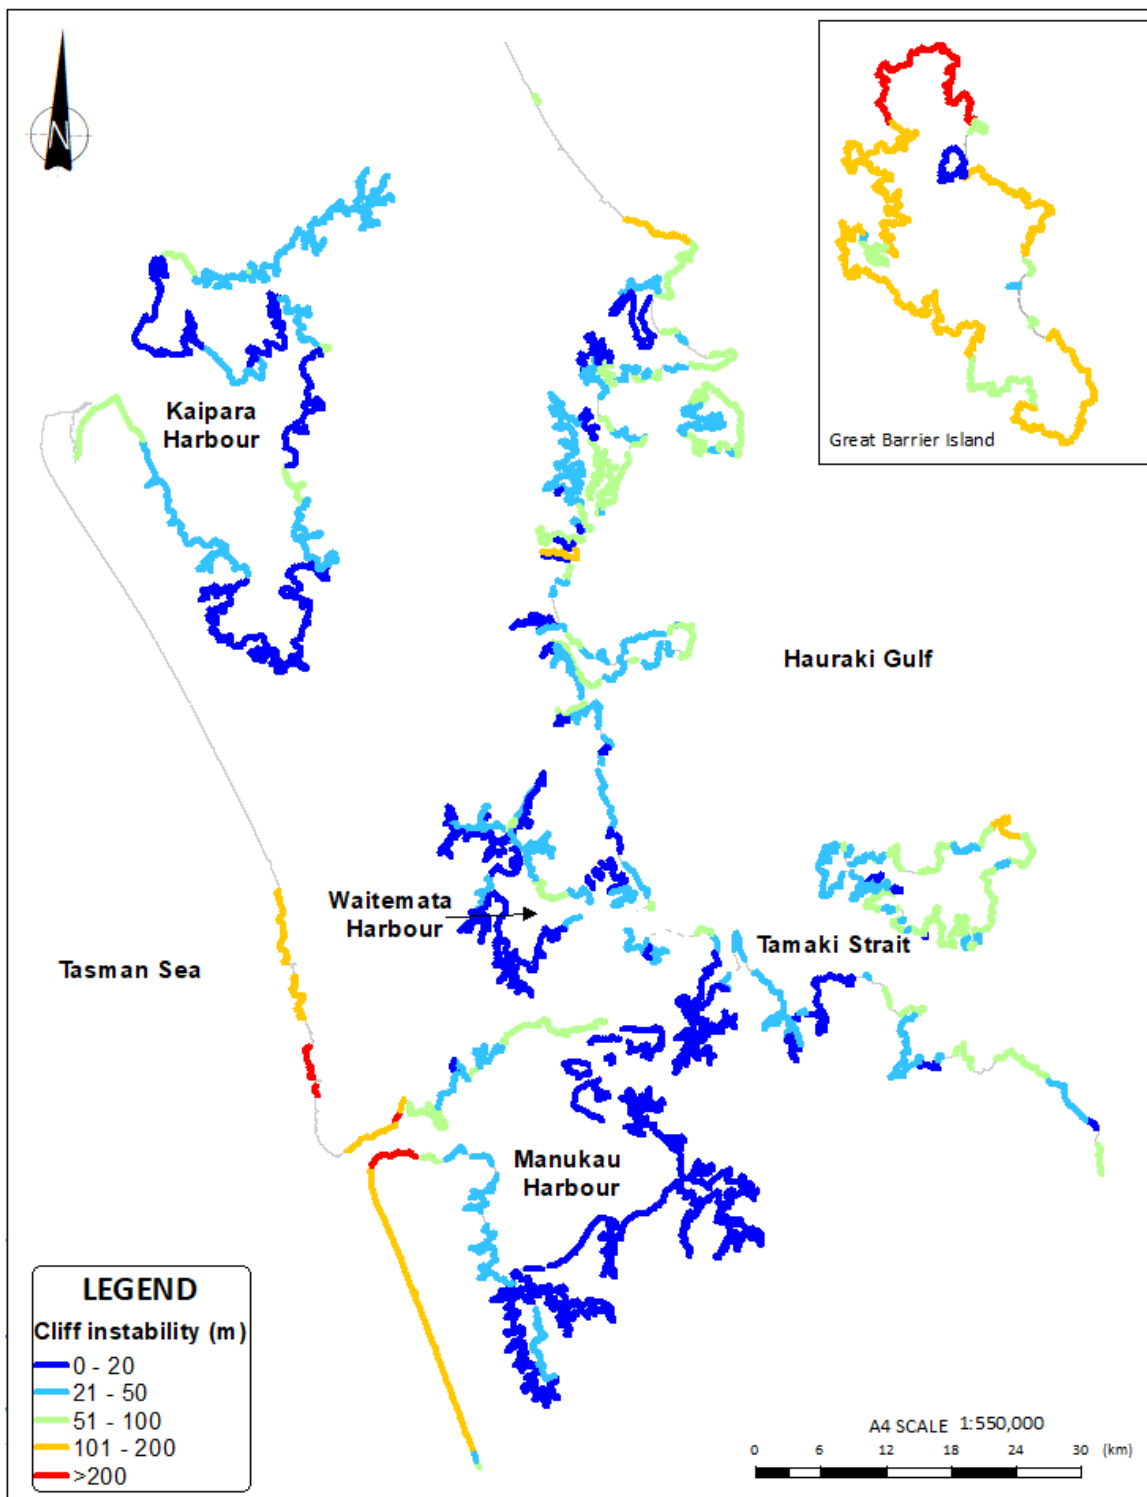 N
Great Barrier Island
Kaipara
Harbour
Hauraki Gulf
Waitemata
Harbour
Tamaki Strait
Tasman Sea
Manukau
Harbour
LEGEND
Cliff instability (m)
0 - 20
21 - 50
51 - 100
101 - 200
>200
A4 SCALE 1:550,000
0 6 12 18 24 30 (km)